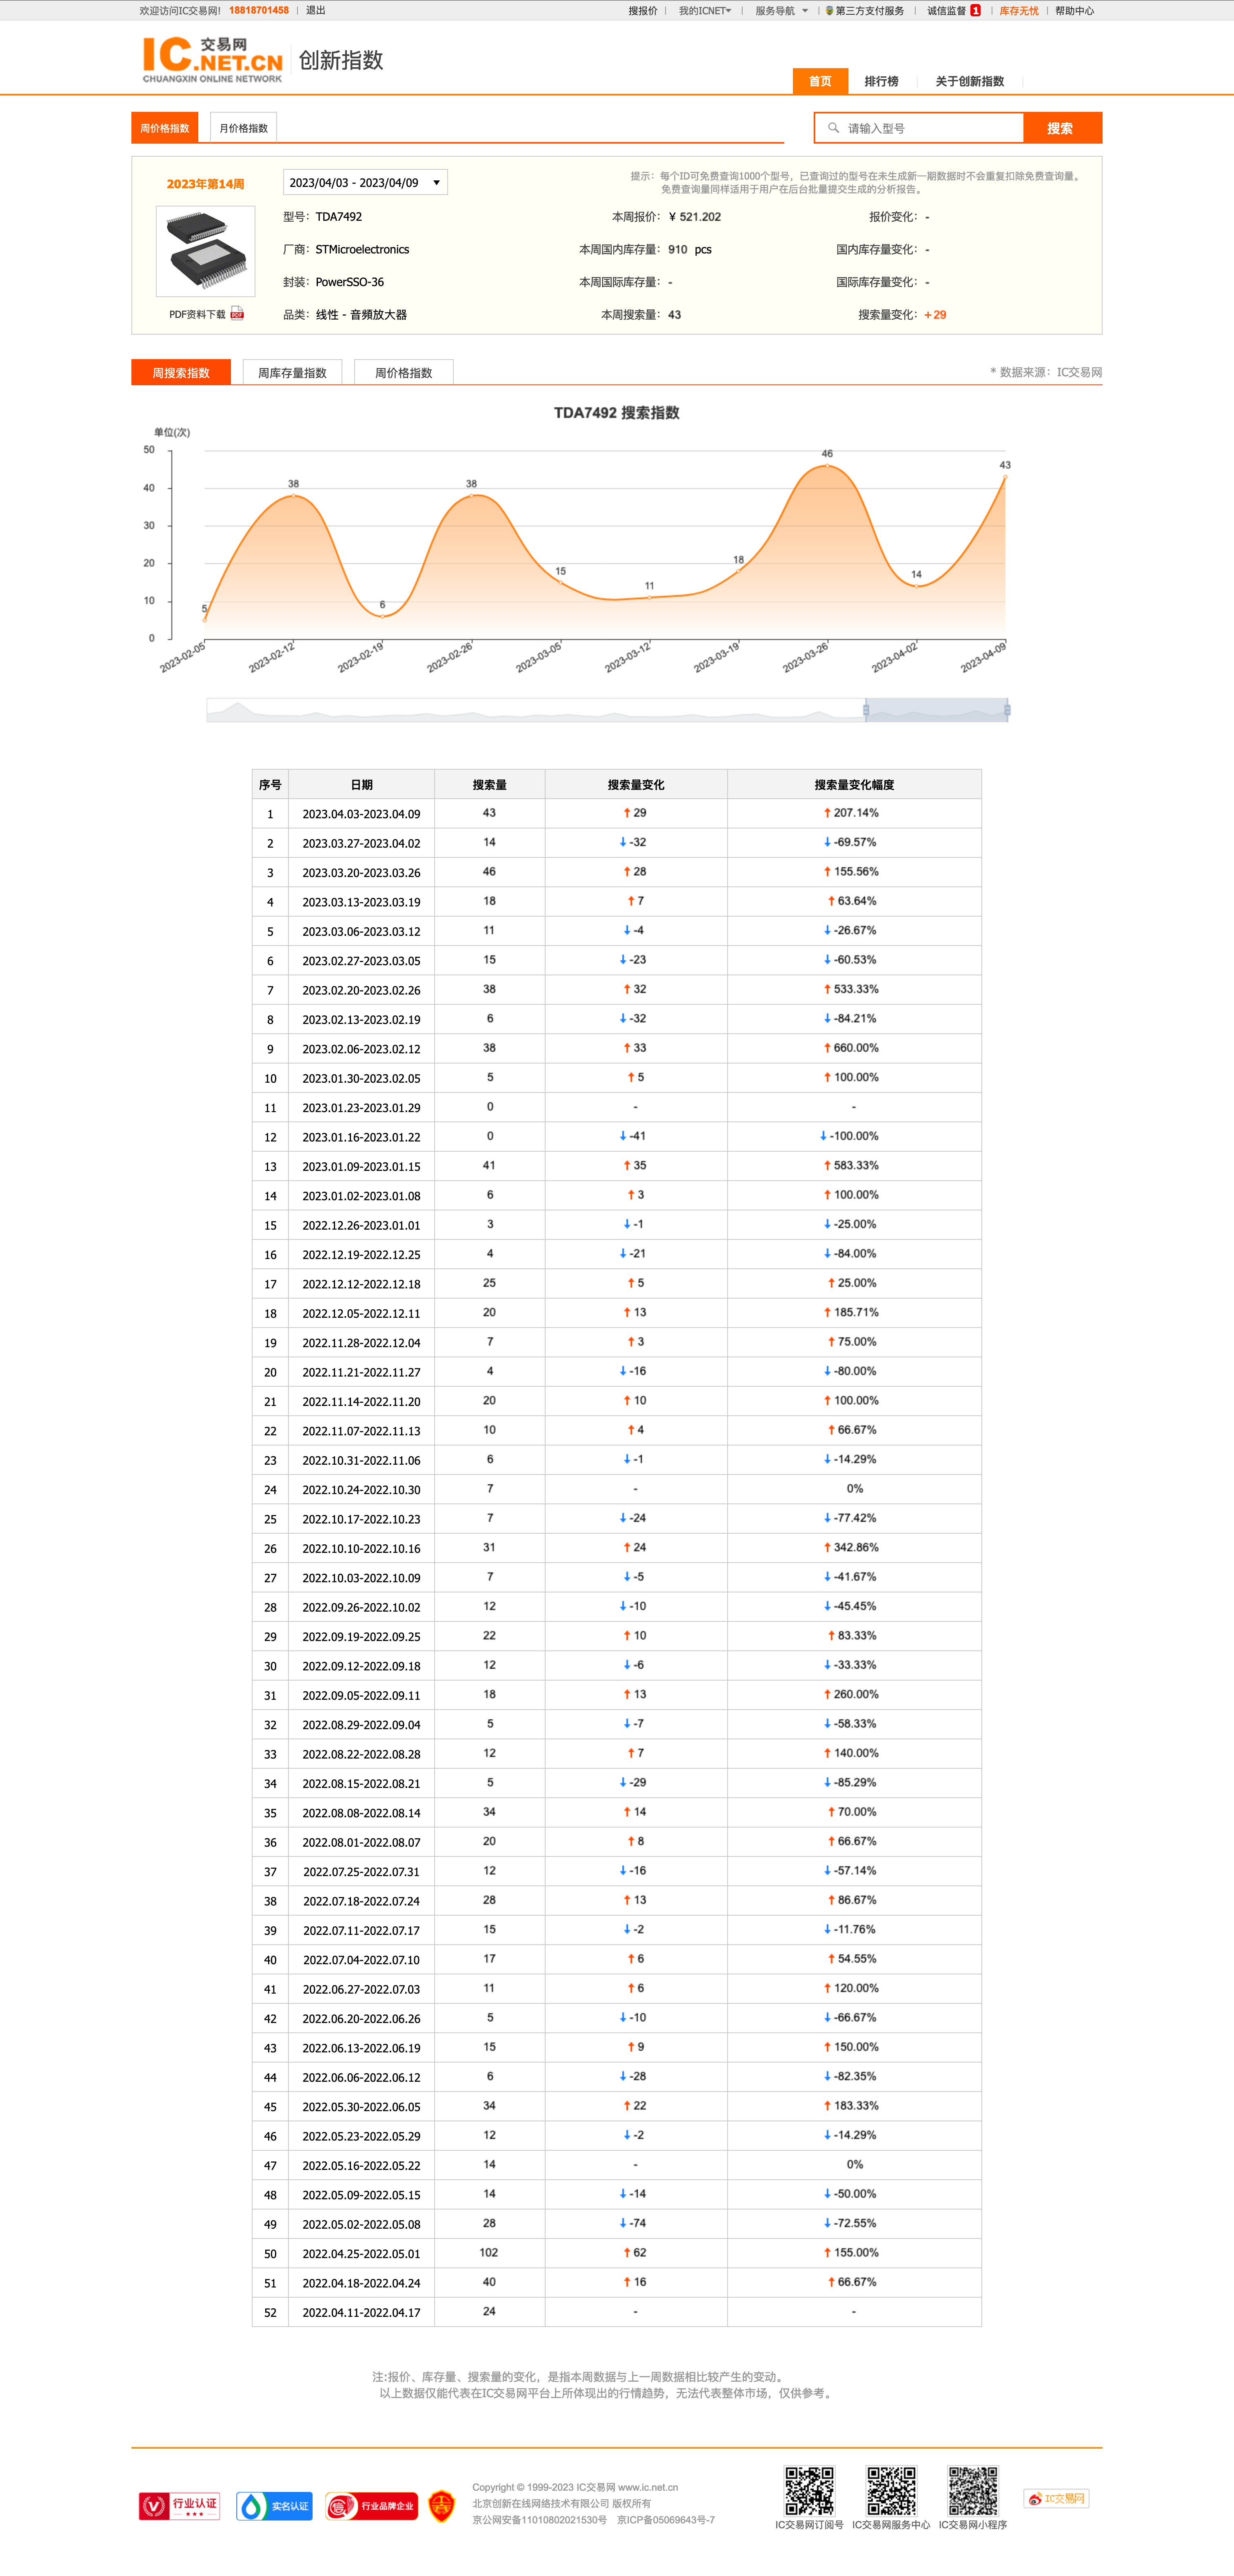 欢迎访问IC交易网! 18818701458 | 退出 搜报价 | 我的ICNET | 服务导航 | 第三方支付服务 | 诚信监督 1 | 库存无忧 | 帮助中心
IC 交易网 .NET.CN CHUANGXIN ONLINE NETWORK 创新指数
首页 排行榜 关于创新指数
周价格指数 月价格指数 请输入型号 搜索
2023年第14周 2023/04/03 - 2023/04/09
提示：每个ID可免费查询1000个型号，已查询过的型号在未生成新一期数据时不会重复扣除免费查询量。
免费查询量同样适用于用户在后台批量提交生成的分析报告。
型号：TDA7492 本周报价：¥ 521.202 报价变化：-
厂商：STMicroelectronics 本周国内库存量：910 pcs 国内库存量变化：-
封装：PowerSSO-36 本周国际库存量：- 国际库存量变化：-
PDF资料下载 PDF 品类：线性 - 音频放大器 本周搜索量：43 搜索量变化：+29
周搜索指数 周库存量指数 周价格指数 * 数据来源：IC交易网
TDA7492 搜索指数
单位(次)
50
40
30
20
10
0
5 38 6 38 15 11 18 46 14 43
2023-02-05 2023-02-12 2023-02-19 2023-02-26 2023-03-05 2023-03-12 2023-03-19 2023-03-26 2023-04-02 2023-04-09
序号 日期 搜索量 搜索量变化 搜索量变化幅度
1 2023.04.03-2023.04.09 43 ↑ 29 ↑ 207.14%
2 2023.03.27-2023.04.02 14 ↓ -32 ↓ -69.57%
3 2023.03.20-2023.03.26 46 ↑ 28 ↑ 155.56%
4 2023.03.13-2023.03.19 18 ↑ 7 ↑ 63.64%
5 2023.03.06-2023.03.12 11 ↓ -4 ↓ -26.67%
6 2023.02.27-2023.03.05 15 ↓ -23 ↓ -60.53%
7 2023.02.20-2023.02.26 38 ↑ 32 ↑ 533.33%
8 2023.02.13-2023.02.19 6 ↓ -32 ↓ -84.21%
9 2023.02.06-2023.02.12 38 ↑ 33 ↑ 660.00%
10 2023.01.30-2023.02.05 5 ↑ 5 ↑ 100.00%
11 2023.01.23-2023.01.29 0 - -
12 2023.01.16-2023.01.22 0 ↓ -41 ↓ -100.00%
13 2023.01.09-2023.01.15 41 ↑ 35 ↑ 583.33%
14 2023.01.02-2023.01.08 6 ↑ 3 ↑ 100.00%
15 2022.12.26-2023.01.01 3 ↓ -1 ↓ -25.00%
16 2022.12.19-2022.12.25 4 ↓ -21 ↓ -84.00%
17 2022.12.12-2022.12.18 25 ↑ 5 ↑ 25.00%
18 2022.12.05-2022.12.11 20 ↑ 13 ↑ 185.71%
19 2022.11.28-2022.12.04 7 ↑ 3 ↑ 75.00%
20 2022.11.21-2022.11.27 4 ↓ -16 ↓ -80.00%
21 2022.11.14-2022.11.20 20 ↑ 10 ↑ 100.00%
22 2022.11.07-2022.11.13 10 ↑ 4 ↑ 66.67%
23 2022.10.31-2022.11.06 6 ↓ -1 ↓ -14.29%
24 2022.10.24-2022.10.30 7 - 0%
25 2022.10.17-2022.10.23 7 ↓ -24 ↓ -77.42%
26 2022.10.10-2022.10.16 31 ↑ 24 ↑ 342.86%
27 2022.10.03-2022.10.09 7 ↓ -5 ↓ -41.67%
28 2022.09.26-2022.10.02 12 ↓ -10 ↓ -45.45%
29 2022.09.19-2022.09.25 22 ↑ 10 ↑ 83.33%
30 2022.09.12-2022.09.18 12 ↓ -6 ↓ -33.33%
31 2022.09.05-2022.09.11 18 ↑ 13 ↑ 260.00%
32 2022.08.29-2022.09.04 5 ↓ -7 ↓ -58.33%
33 2022.08.22-2022.08.28 12 ↑ 7 ↑ 140.00%
34 2022.08.15-2022.08.21 5 ↓ -29 ↓ -85.29%
35 2022.08.08-2022.08.14 34 ↑ 14 ↑ 70.00%
36 2022.08.01-2022.08.07 20 ↑ 8 ↑ 66.67%
37 2022.07.25-2022.07.31 12 ↓ -16 ↓ -57.14%
38 2022.07.18-2022.07.24 28 ↑ 13 ↑ 86.67%
39 2022.07.11-2022.07.17 15 ↓ -2 ↓ -11.76%
40 2022.07.04-2022.07.10 17 ↑ 6 ↑ 54.55%
41 2022.06.27-2022.07.03 11 ↑ 6 ↑ 120.00%
42 2022.06.20-2022.06.26 5 ↓ -10 ↓ -66.67%
43 2022.06.13-2022.06.19 15 ↑ 9 ↑ 150.00%
44 2022.06.06-2022.06.12 6 ↓ -28 ↓ -82.35%
45 2022.05.30-2022.06.05 34 ↑ 22 ↑ 183.33%
46 2022.05.23-2022.05.29 12 ↓ -2 ↓ -14.29%
47 2022.05.16-2022.05.22 14 - 0%
48 2022.05.09-2022.05.15 14 ↓ -14 ↓ -50.00%
49 2022.05.02-2022.05.08 28 ↓ -74 ↓ -72.55%
50 2022.04.25-2022.05.01 102 ↑ 62 ↑ 155.00%
51 2022.04.18-2022.04.24 40 ↑ 16 ↑ 66.67%
52 2022.04.11-2022.04.17 24 - -
注:报价、库存量、搜索量的变化，是指本周数据与上一周数据相比较产生的变动。
以上数据仅能代表在IC交易网平台上所体现出的行情趋势，无法代表整体市场，仅供参考。
行业认证 实名认证 行业品牌企业
Copyright © 1999-2023 IC交易网 www.ic.net.cn
北京创新在线网络技术有限公司 版权所有
京公网安备11010802021530号 京ICP备05069643号-7
IC交易网订阅号 IC交易网服务中心 IC交易网小程序
IC交易网